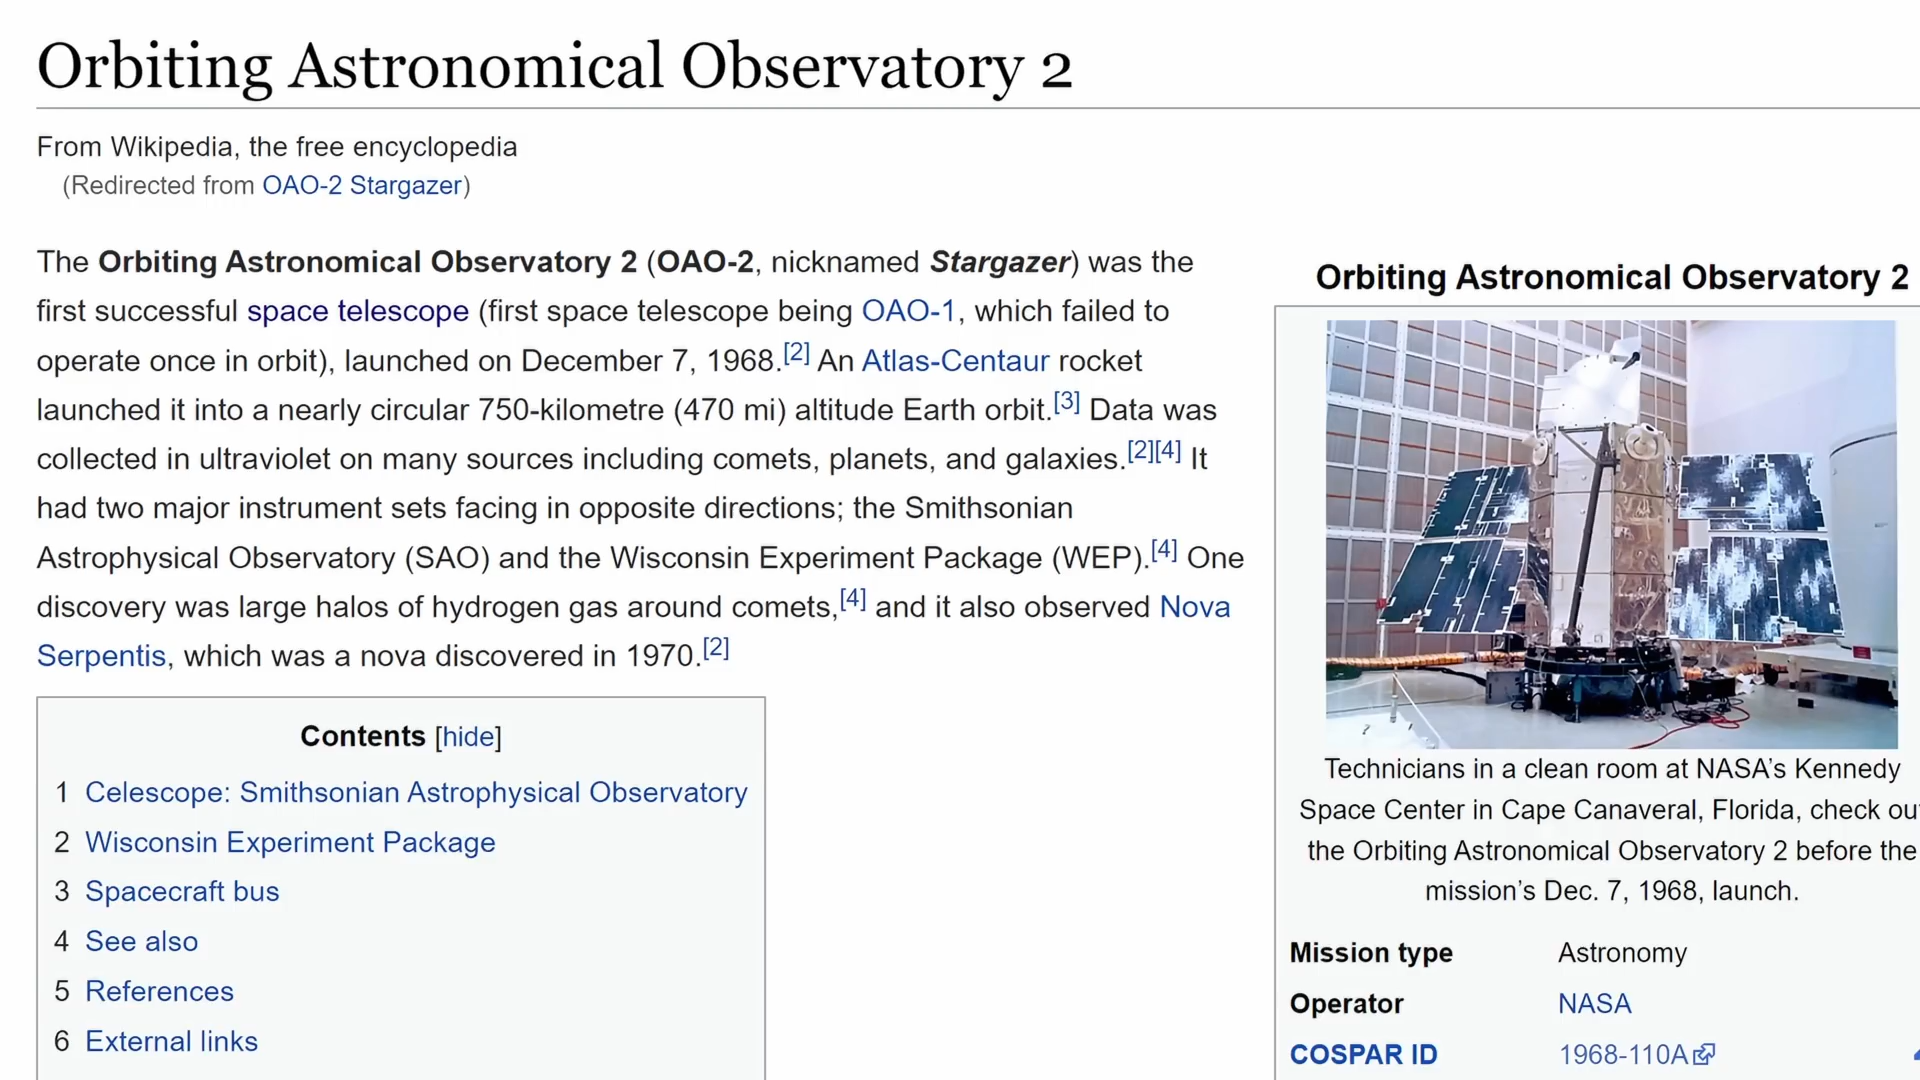 Orbiting Astronomical Observatory 2
From Wikipedia, the free encyclopedia
(Redirected from OAO-2 Stargazer)
The Orbiting Astronomical Observatory 2 (OAO-2, nicknamed Stargazer) was the
first successful space telescope (first space telescope being OAO-1, which failed to
operate once in orbit), launched on December 7, 1968.[2] An Atlas-Centaur rocket
launched it into a nearly circular 750-kilometre (470 mi) altitude Earth orbit.[3] Data was
collected in ultraviolet on many sources including comets, planets, and galaxies.[2][4] It
had two major instrument sets facing in opposite directions; the Smithsonian
Astrophysical Observatory (SAO) and the Wisconsin Experiment Package (WEP).[4] One
discovery was large halos of hydrogen gas around comets,[4] and it also observed Nova
Serpentis, which was a nova discovered in 1970.[2]
Contents [hide]
1 Celescope: Smithsonian Astrophysical Observatory
2 Wisconsin Experiment Package
3 Spacecraft bus
4 See also
5 References
6 External links
Orbiting Astronomical Observatory 2
Technicians in a clean room at NASA's Kennedy
Space Center in Cape Canaveral, Florida, check ou
the Orbiting Astronomical Observatory 2 before the
mission's Dec. 7, 1968, launch.
Mission type Astronomy
Operator NASA
COSPAR ID 1968-110A